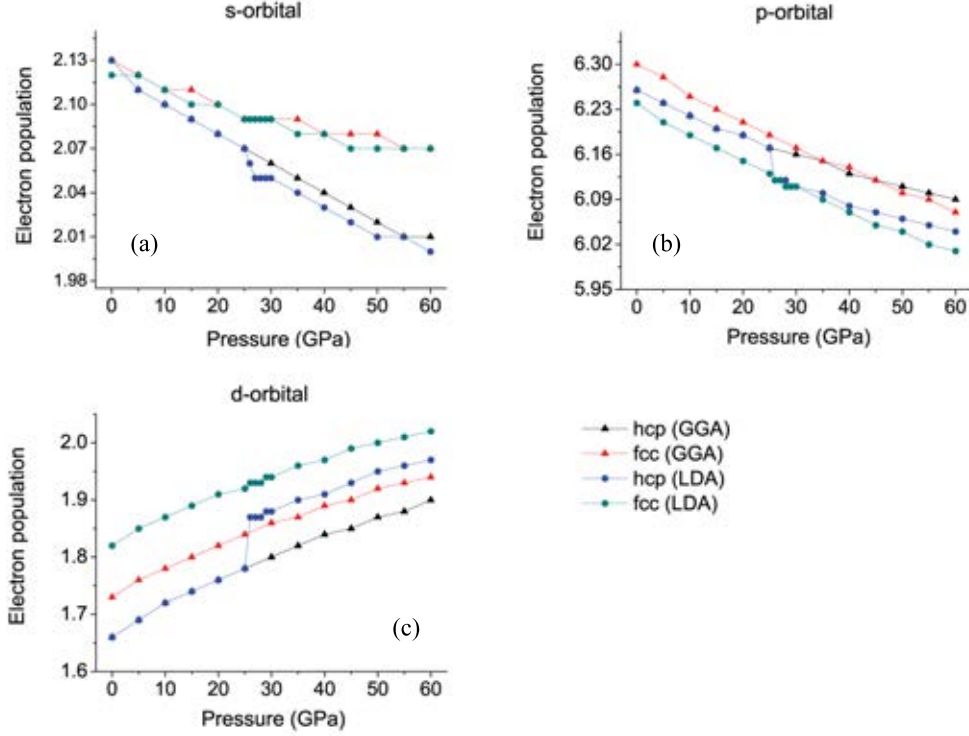 s-orbital
2.13
2.10
2.07
2.04
2.01
1.98
Electron population
(a)
0 10 20 30 40 50 60
Pressure (GPa)
p-orbital
6.30
6.23
6.16
6.09
6.02
5.95
Electron population
(b)
0 10 20 30 40 50 60
Pressure (GPa)
d-orbital
2.0
1.9
1.8
1.7
1.6
Electron population
(c)
0 10 20 30 40 50 60
Pressure (GPa)
hcp (GGA)
fcc (GGA)
hcp (LDA)
fcc (LDA)